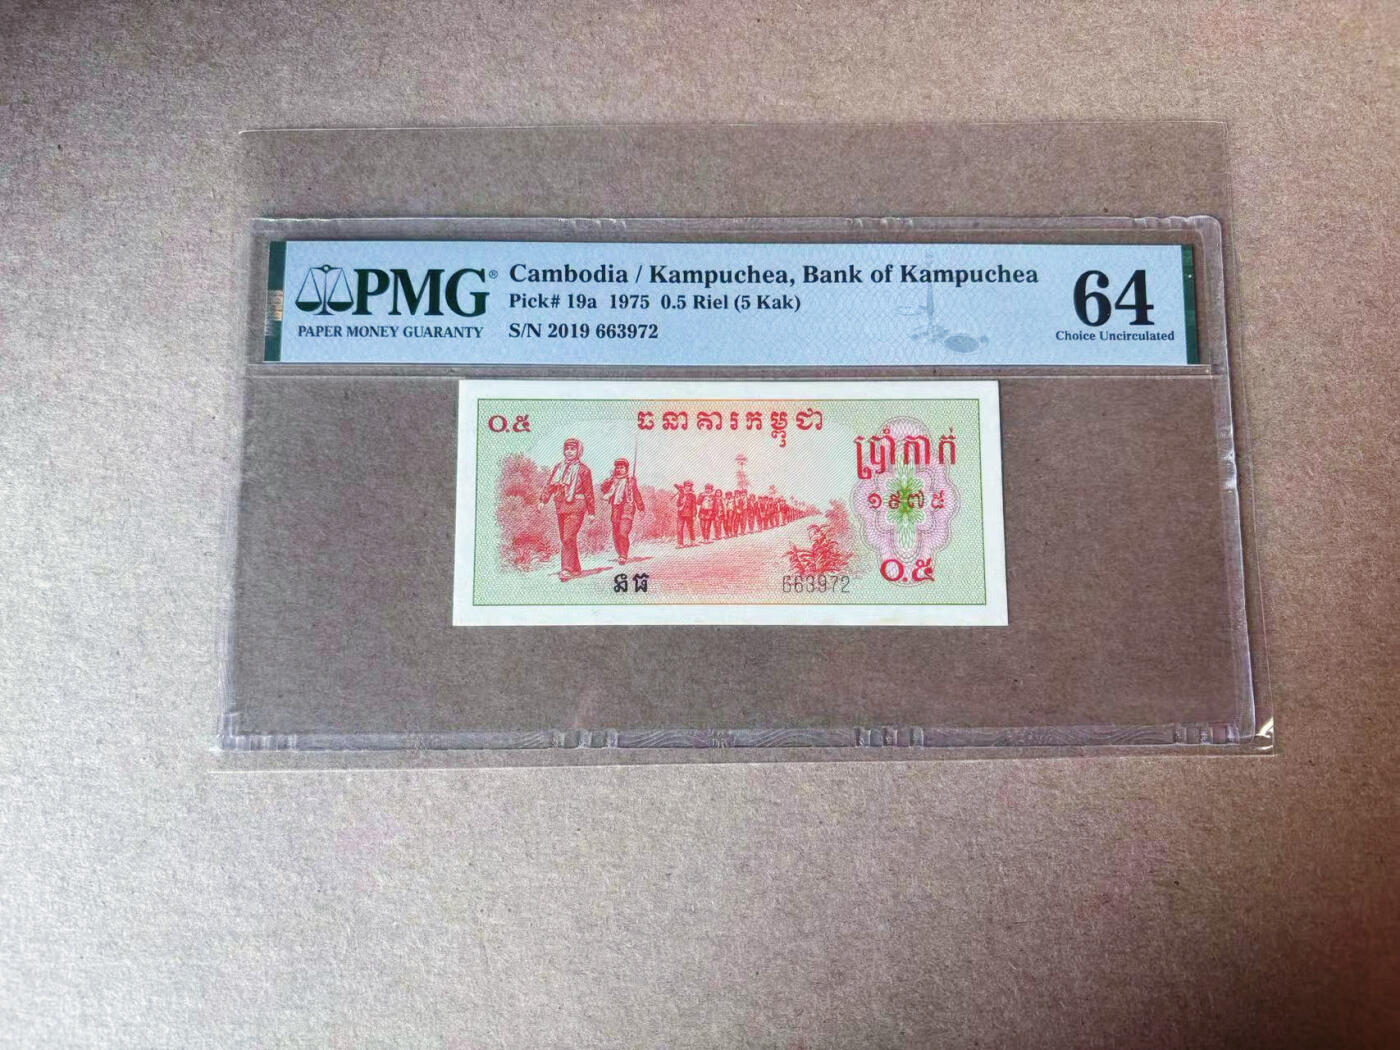 PMG®
PAPER MONEY GUARANTY
Cambodia / Kampuchea, Bank of Kampuchea
Pick# 19a 1975 0.5 Riel (5 Kak)
S/N 2019 663972
64
Choice Uncirculated
០.៥
ធនាគារកម្ពុជា
ប្រាំកាក់
១៩៧៥
០.៥
នធ
663972